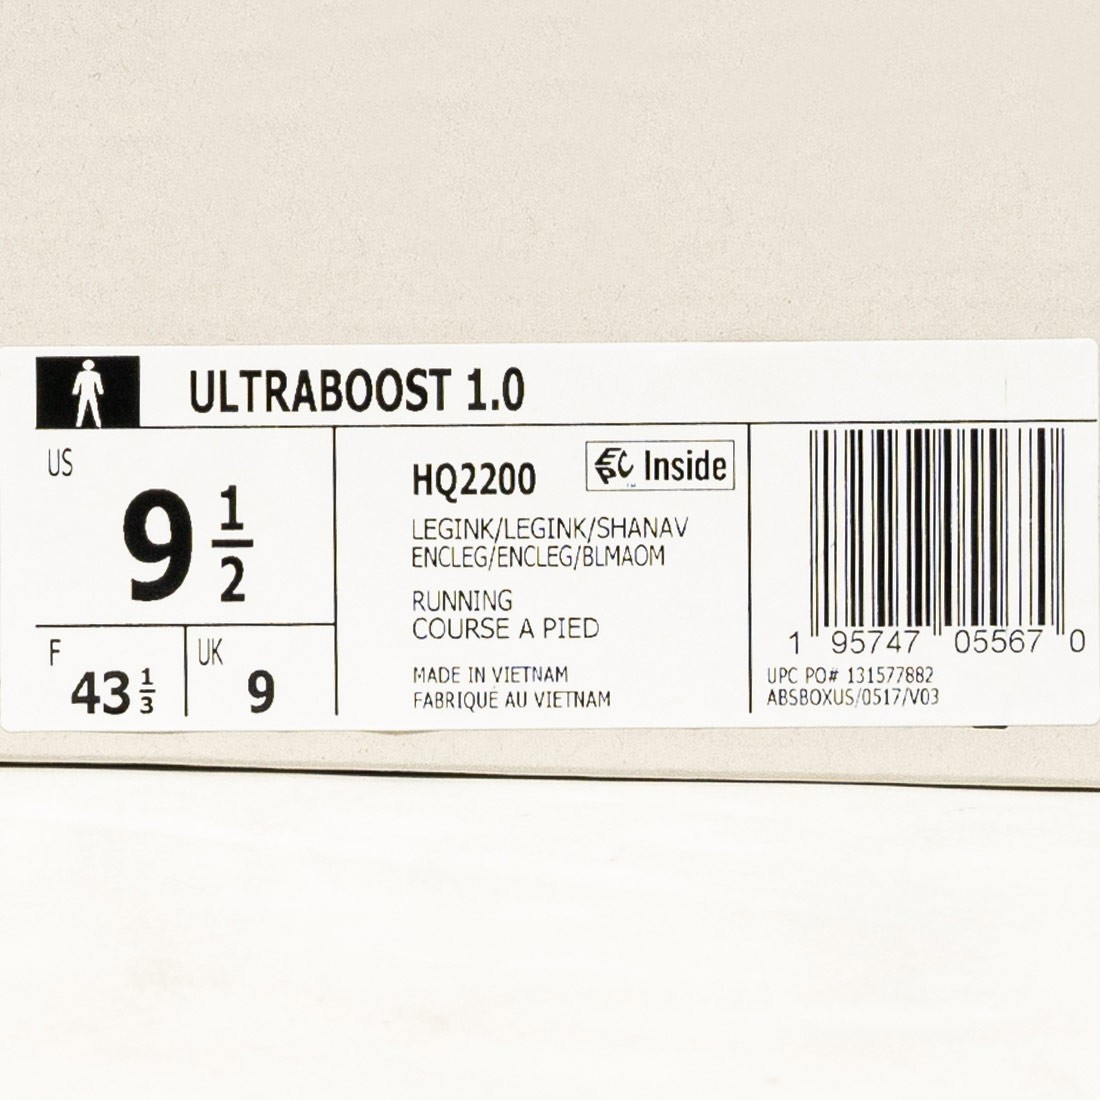 ULTRABOOST 1.0
US
9 1/2
F
43 1/3
UK
9
HQ2200
EPC Inside
LEGINK/LEGINK/SHANAV
ENCLEG/ENCLEG/BLMAOM
RUNNING
COURSE A PIED
MADE IN VIETNAM
FABRIQUÉ AU VIETNAM
1 95747 05567 0
UPC PO# 131577882
ABSBOXUS/0517/V03